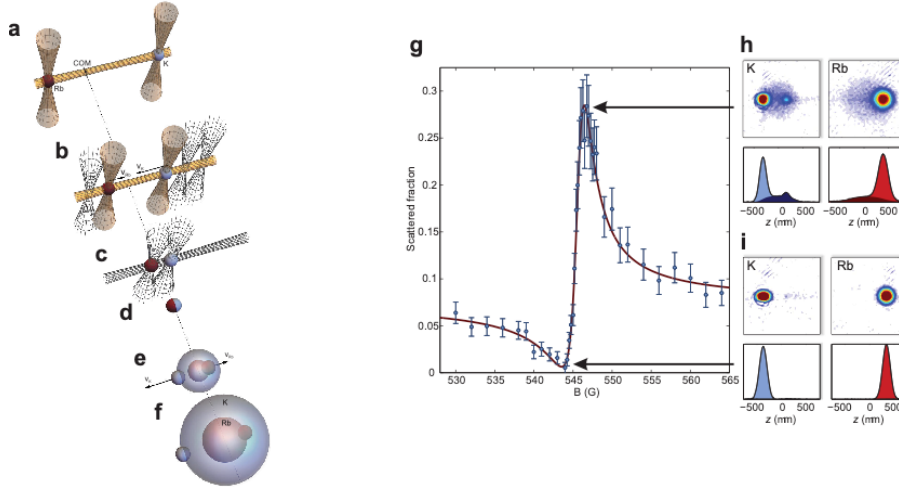 a
COM
K
Rb
b
c
d
e
f
K
Rb
g
0.3
0.25
0.2
0.15
0.1
0.05
0
Scattered fraction
530
535
540
545
550
555
560
565
B (G)
h
K
Rb
−500
0
500
−500
0
500
z (mm)
z (mm)
i
K
Rb
−500
0
500
−500
0
500
z (mm)
z (mm)